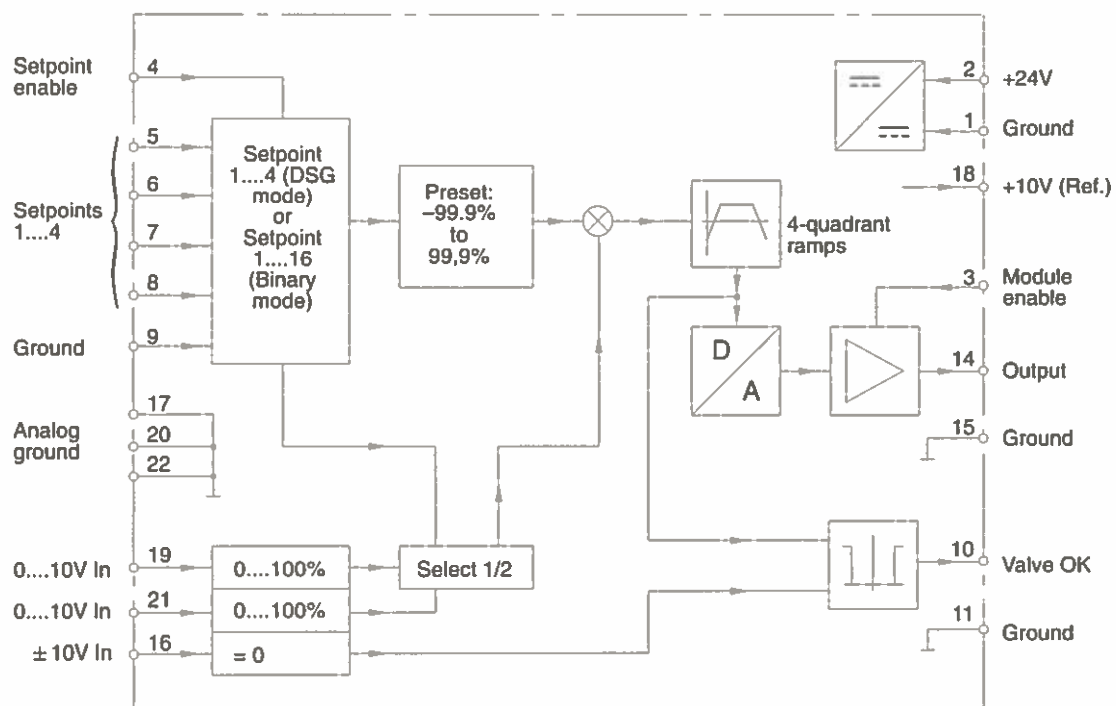 Setpoint
enable
4
5
6
7
8
Setpoints
1....4
9
Ground
17
Analog
ground
20
22
19
0....10V In
21
0....10V In
16
± 10V In
Setpoint
1....4 (DSG
mode)
or
Setpoint
1....16
(Binary
mode)
Preset:
–99.9%
to
99,9%
4-quadrant
ramps
D
A
0....100%
0....100%
= 0
Select 1/2
2
+24V
1
Ground
18
+10V (Ref.)
3
Module
enable
14
Output
15
Ground
10
Valve OK
11
Ground